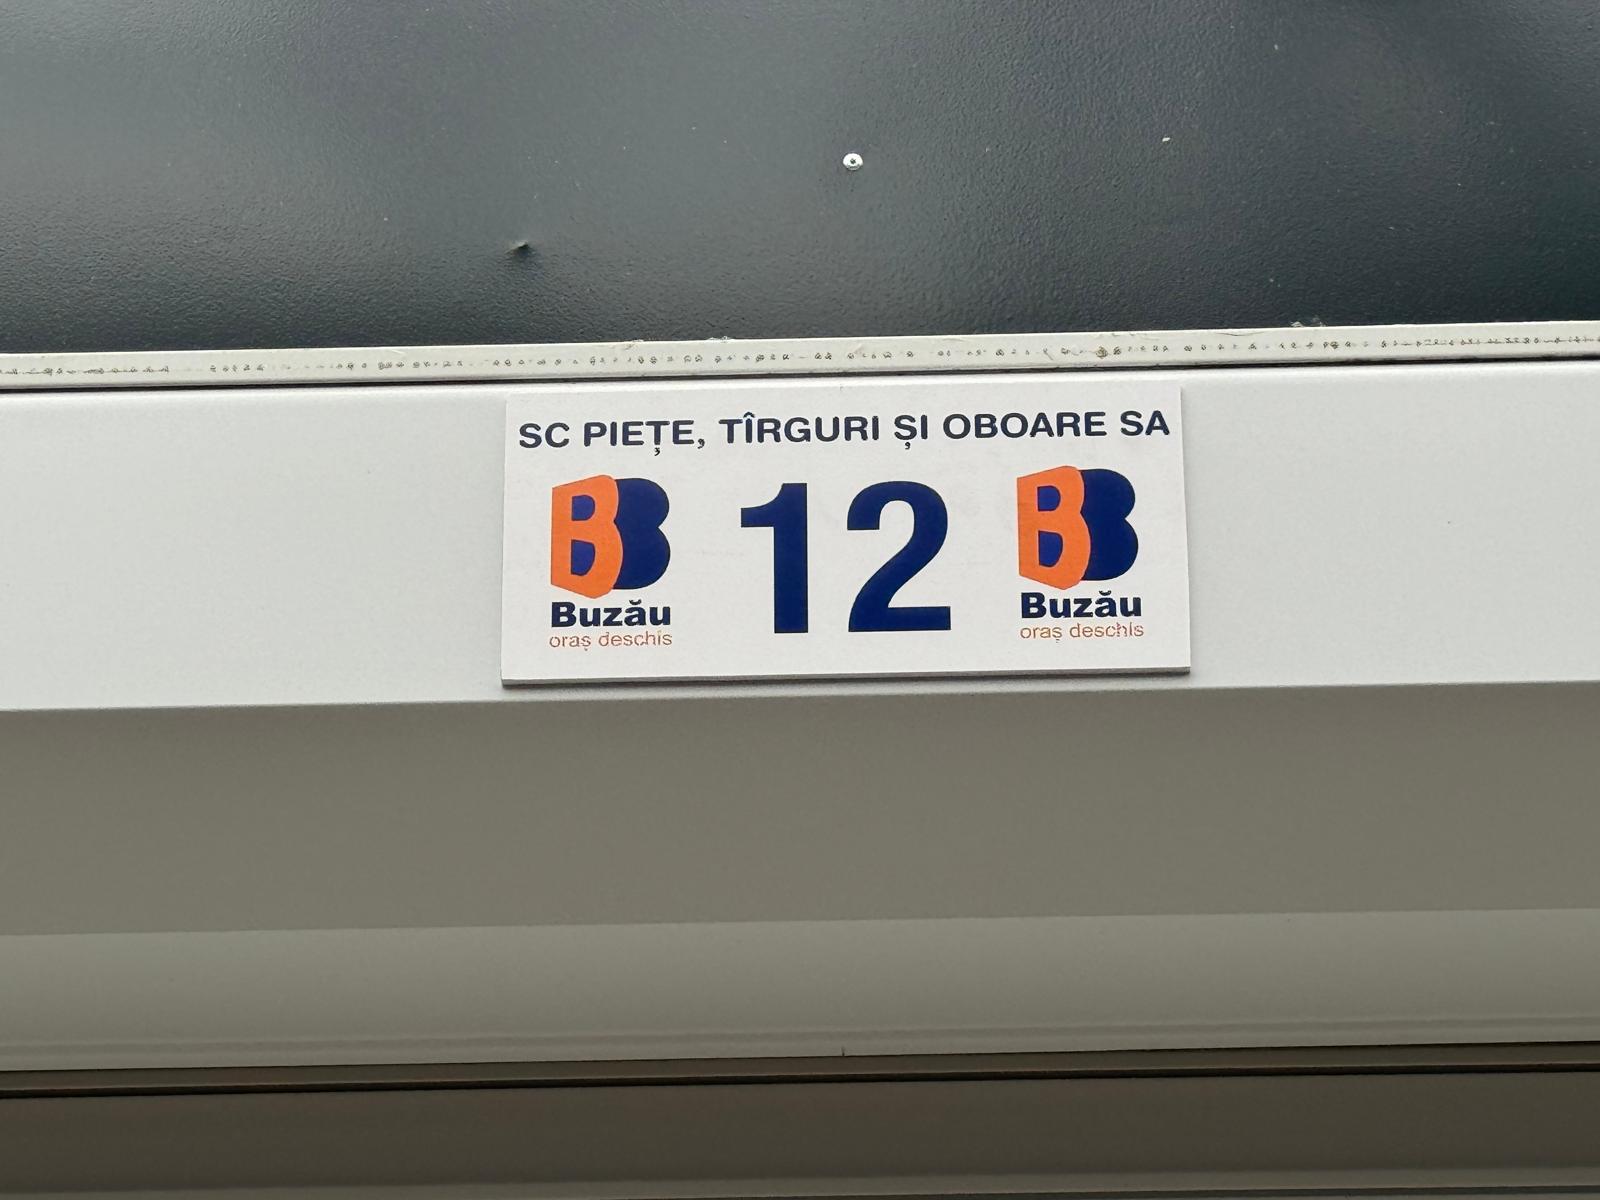 SC PIEȚE, TÎRGURI ȘI OBOARE SA
BB 12 BB
Buzău Buzău
oraș deschis oraș deschis